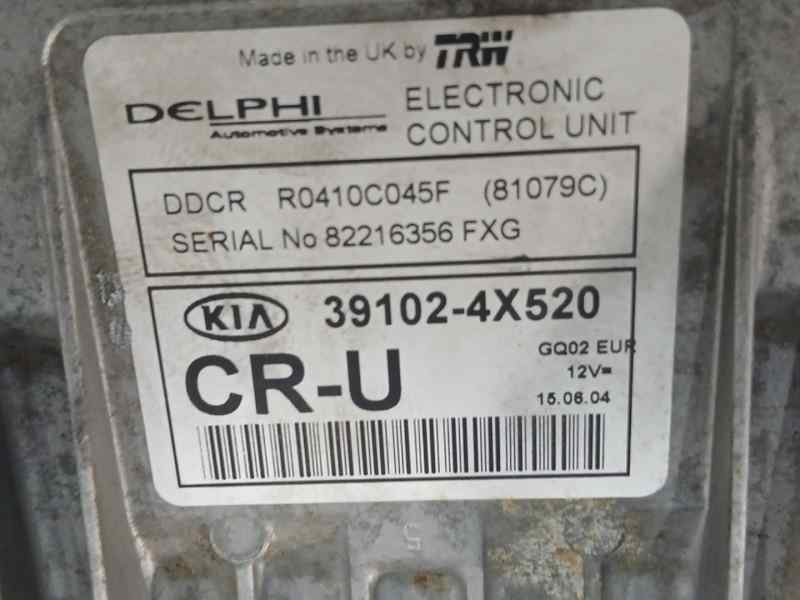 Made in the UK by TRW
DELPHI
Automotive Systems
ELECTRONIC
CONTROL UNIT
DDCR R0410C045F (81079C)
SERIAL No 82216356 FXG
KIA 39102-4X520
CR-U
GQ02 EUR
12V=
15.06.04
5